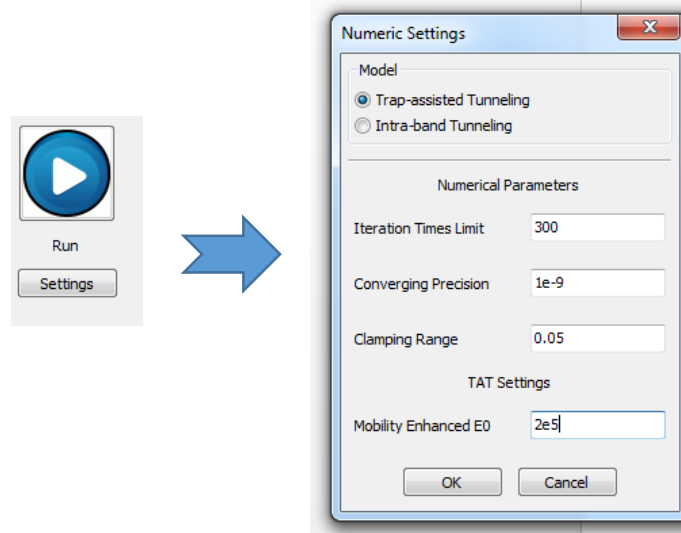 Run
Settings
Numeric Settings
Model
Trap-assisted Tunneling
Intra-band Tunneling
Numerical Parameters
Iteration Times Limit 300
Converging Precision 1e-9
Clamping Range 0.05
TAT Settings
Mobility Enhanced E0 2e5
OK Cancel